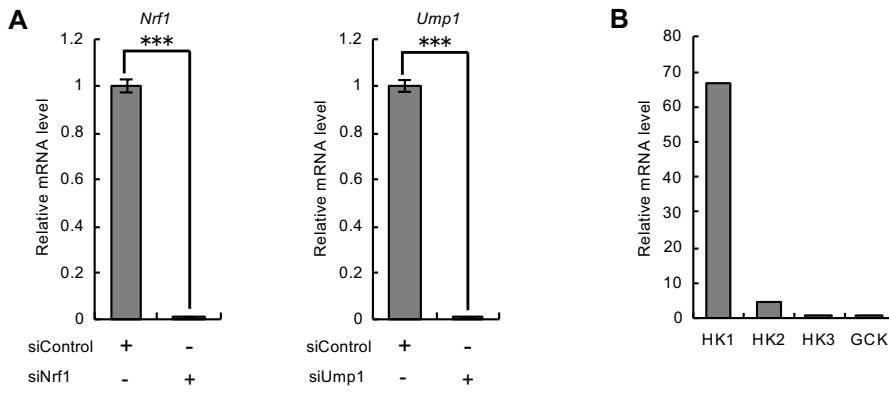 A
Nrf1
***
1.2
1
0.8
0.6
0.4
0.2
0
Relative mRNA level
siControl + -
siNrf1 - +
Ump1
***
1.2
1
0.8
0.6
0.4
0.2
0
Relative mRNA level
siControl + -
siUmp1 - +
B
80
70
60
50
40
30
20
10
0
Relative mRNA level
HK1 HK2 HK3 GCK